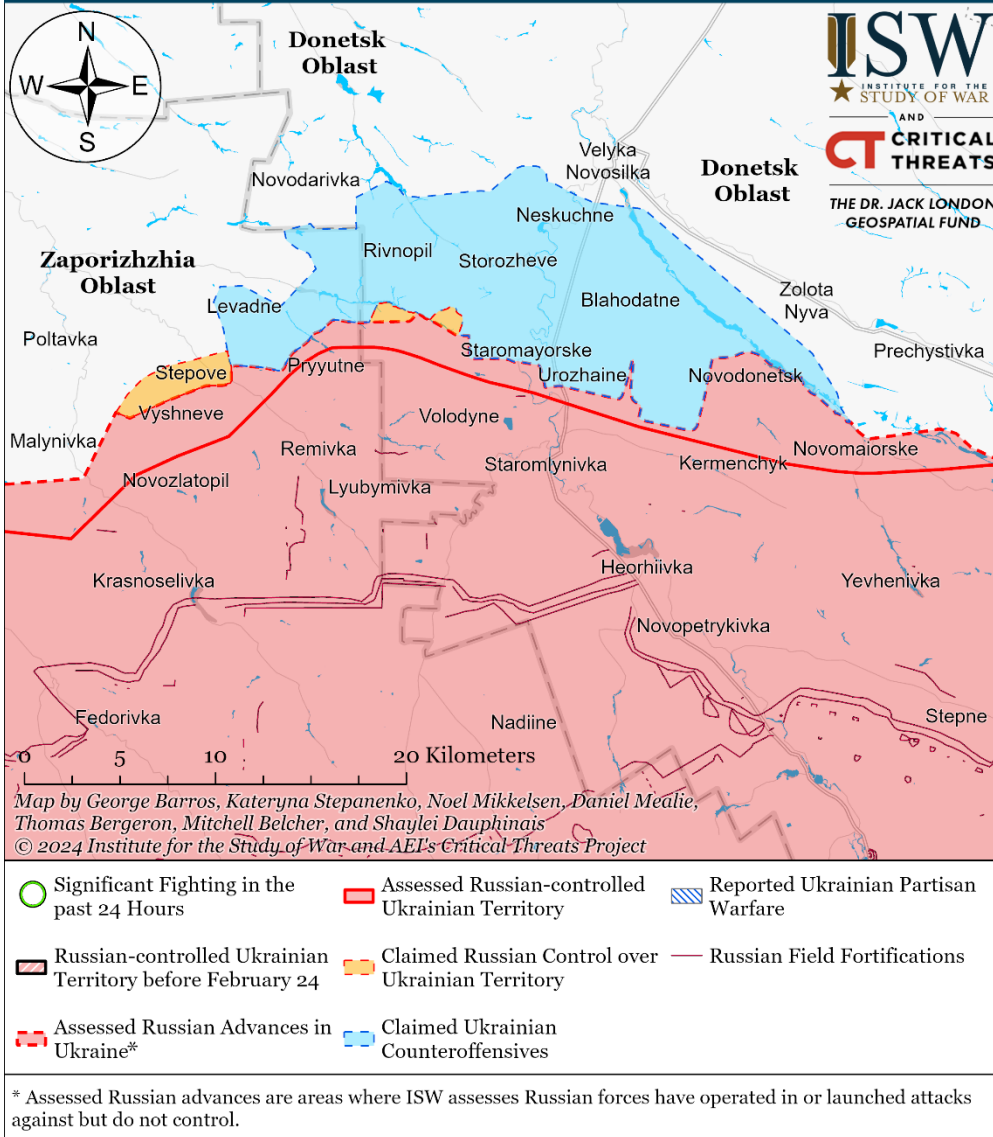 N
W
E
S
Donetsk
Oblast
ISW
INSTITUTE FOR THE
STUDY OF WAR
AND
CT CRITICAL
THREATS
THE DR. JACK LONDON
GEOSPATIAL FUND
Velyka
Novosilka
Donetsk
Oblast
Novodarivka
Neskuchne
Rivnopil
Storozheve
Zaporizhzhia
Oblast
Blahodatne
Zolota
Nyva
Levadne
Poltavka
Prechystivka
Staromayorske
Pryyutne
Stepove
Urozhaine
Novodonetsk
Vyshneve
Volodyne
Malynivka
Remivka
Novomaiorske
Staromlynivka
Kermenchyk
Novozlatopil
Lyubymivka
Krasnoselivka
Heorhiivka
Yevhenivka
Novopetrykivka
Fedorivka
Nadiine
Stepne
0 5 10 20 Kilometers
Map by George Barros, Kateryna Stepanenko, Noel Mikkelsen, Daniel Mealie,
Thomas Bergeron, Mitchell Belcher, and Shaylei Dauphinais
© 2024 Institute for the Study of War and AEI's Critical Threats Project
Significant Fighting in the
past 24 Hours
Assessed Russian-controlled
Ukrainian Territory
Reported Ukrainian Partisan
Warfare
Russian-controlled Ukrainian
Territory before February 24
Claimed Russian Control over
Ukrainian Territory
Russian Field Fortifications
Assessed Russian Advances in
Ukraine*
Claimed Ukrainian
Counteroffensives
* Assessed Russian advances are areas where ISW assesses Russian forces have operated in or launched attacks
against but do not control.